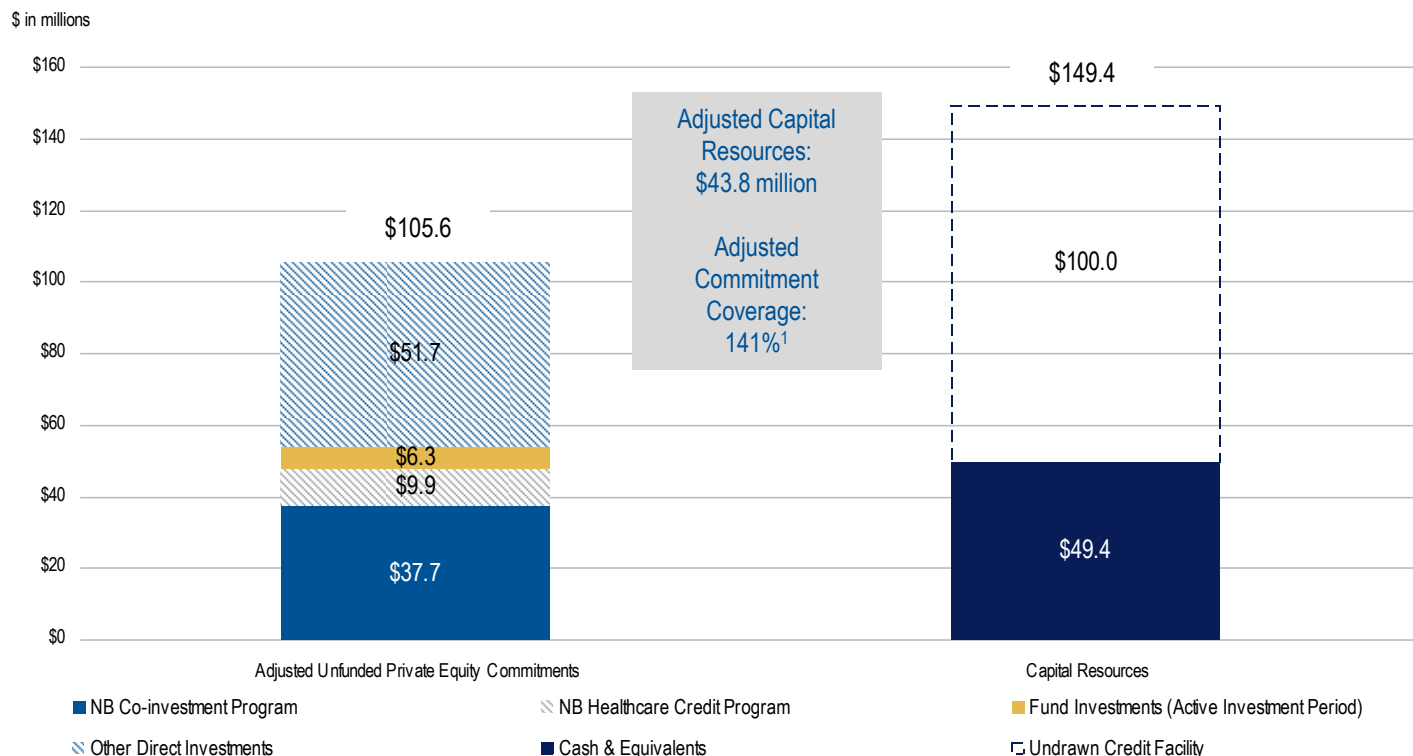 $ in millions
$160
$140
$120
$100
$80
$60
$40
$20
$0
$105.6
$51.7
$6.3
$9.9
$37.7
Adjusted Capital
Resources:
$43.8 million
Adjusted
Commitment
Coverage:
141%1
$149.4
$100.0
$49.4
Adjusted Unfunded Private Equity Commitments
Capital Resources
NB Co-investment Program
NB Healthcare Credit Program
Fund Investments (Active Investment Period)
Other Direct Investments
Cash & Equivalents
Undrawn Credit Facility